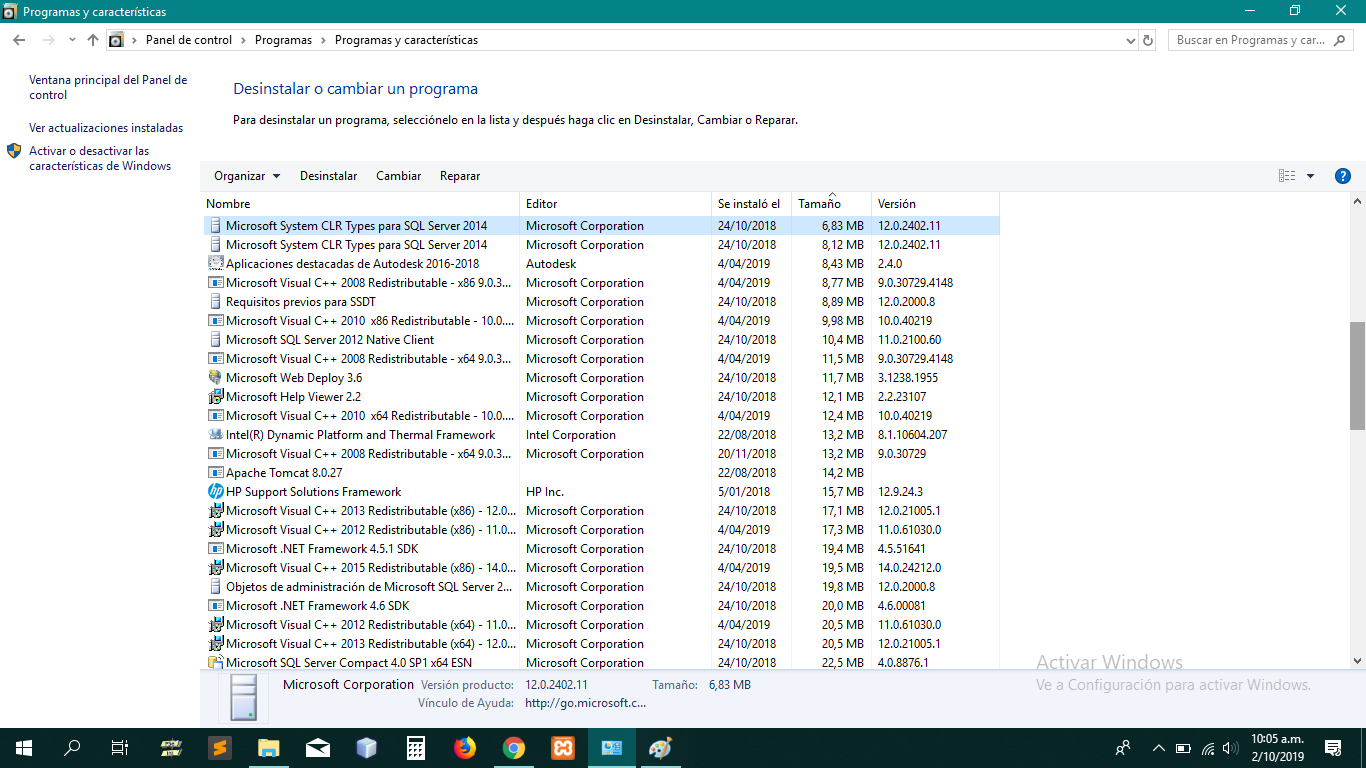 Programas y características
Panel de control > Programas > Programas y características
Buscar en Programas y car...
Ventana principal del Panel de
control
Ver actualizaciones instaladas
Activar o desactivar las
características de Windows
Desinstalar o cambiar un programa
Para desinstalar un programa, selecciónelo en la lista y después haga clic en Desinstalar, Cambiar o Reparar.
Organizar Desinstalar Cambiar Reparar
Nombre Editor Se instaló el Tamaño Versión
Microsoft System CLR Types para SQL Server 2014 Microsoft Corporation 24/10/2018 6,83 MB 12.0.2402.11
Microsoft System CLR Types para SQL Server 2014 Microsoft Corporation 24/10/2018 8,12 MB 12.0.2402.11
Aplicaciones destacadas de Autodesk 2016-2018 Autodesk 4/04/2019 8,43 MB 2.4.0
Microsoft Visual C++ 2008 Redistributable - x86 9.0.3... Microsoft Corporation 4/04/2019 8,77 MB 9.0.30729.4148
Requisitos previos para SSDT Microsoft Corporation 24/10/2018 8,89 MB 12.0.2000.8
Microsoft Visual C++ 2010 x86 Redistributable - 10.0.... Microsoft Corporation 4/04/2019 9,98 MB 10.0.40219
Microsoft SQL Server 2012 Native Client Microsoft Corporation 24/10/2018 10,4 MB 11.0.2100.60
Microsoft Visual C++ 2008 Redistributable - x64 9.0.3... Microsoft Corporation 4/04/2019 11,5 MB 9.0.30729.4148
Microsoft Web Deploy 3.6 Microsoft Corporation 24/10/2018 11,7 MB 3.1238.1955
Microsoft Help Viewer 2.2 Microsoft Corporation 24/10/2018 12,1 MB 2.2.23107
Microsoft Visual C++ 2010 x64 Redistributable - 10.0.... Microsoft Corporation 4/04/2019 12,4 MB 10.0.40219
Intel(R) Dynamic Platform and Thermal Framework Intel Corporation 22/08/2018 13,2 MB 8.1.10604.207
Microsoft Visual C++ 2008 Redistributable - x64 9.0.3... Microsoft Corporation 20/11/2018 13,2 MB 9.0.30729
Apache Tomcat 8.0.27 22/08/2018 14,2 MB
HP Support Solutions Framework HP Inc. 5/01/2018 15,7 MB 12.9.24.3
Microsoft Visual C++ 2013 Redistributable (x86) - 12.0... Microsoft Corporation 24/10/2018 17,1 MB 12.0.21005.1
Microsoft Visual C++ 2012 Redistributable (x86) - 11.0... Microsoft Corporation 4/04/2019 17,3 MB 11.0.61030.0
Microsoft .NET Framework 4.5.1 SDK Microsoft Corporation 24/10/2018 19,4 MB 4.5.51641
Microsoft Visual C++ 2015 Redistributable (x86) - 14.0... Microsoft Corporation 4/04/2019 19,5 MB 14.0.24212.0
Objetos de administración de Microsoft SQL Server 2... Microsoft Corporation 24/10/2018 19,8 MB 12.0.2000.8
Microsoft .NET Framework 4.6 SDK Microsoft Corporation 24/10/2018 20,0 MB 4.6.00081
Microsoft Visual C++ 2012 Redistributable (x64) - 11.0... Microsoft Corporation 4/04/2019 20,5 MB 11.0.61030.0
Microsoft Visual C++ 2013 Redistributable (x64) - 12.0... Microsoft Corporation 24/10/2018 20,5 MB 12.0.21005.1
Microsoft SQL Server Compact 4.0 SP1 x64 ESN Microsoft Corporation 24/10/2018 22,5 MB 4.0.8876.1
Microsoft Corporation Versión producto: 12.0.2402.11 Tamaño: 6,83 MB
Vínculo de Ayuda: http://go.microsoft.c...
Activar Windows
Ve a Configuración para activar Windows.
10:05 a.m.
2/10/2019